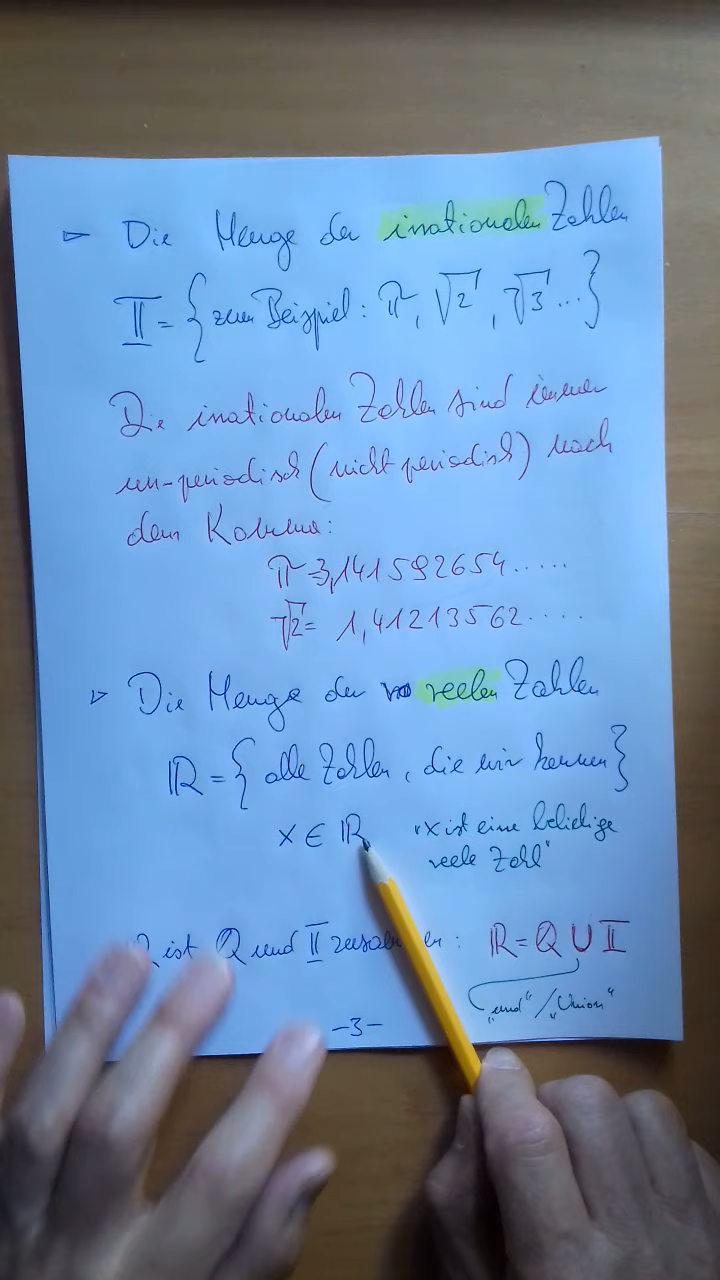 Die Menge der irrationalen Zahlen
𝕀 = { zum Beispiel: π, √2, √3 ... }
Die irrationalen Zahlen sind immer
un-periodisch (nicht periodisch) nach
dem Komma:
π=3,141592654.....
√2= 1,41213562....
Die Menge der reelen Zahlen
ℝ = { alle Zahlen, die wir kennen }
x ∈ ℝ „x ist eine beliebige
reele Zahl"
ist ℚ und 𝕀 ℝ = ℚ ∪ 𝕀
„und“ / „Union“
-3-